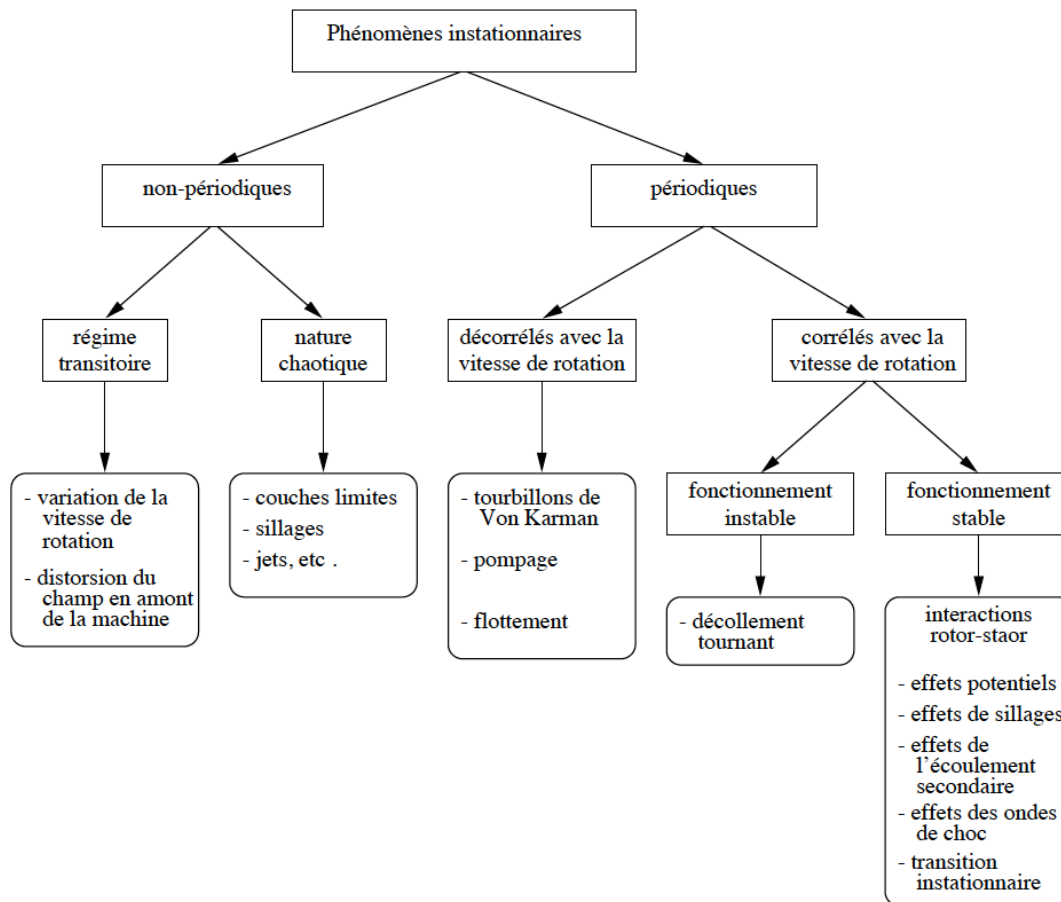 Phénomènes instationnaires
non-périodiques
périodiques
régime
transitoire
nature
chaotique
décorrélés avec la
vitesse de rotation
corrélés avec la
vitesse de rotation
- variation de la
vitesse de
rotation
- distorsion du
champ en amont
de la machine
- couches limites
- sillages
- jets, etc .
- tourbillons de
Von Karman
- pompage
- flottement
fonctionnement
instable
fonctionnement
stable
- décollement
tournant
interactions
rotor-staor
- effets potentiels
- effets de sillages
- effets de
l'écoulement
secondaire
- effets des ondes
de choc
- transition
instationnaire